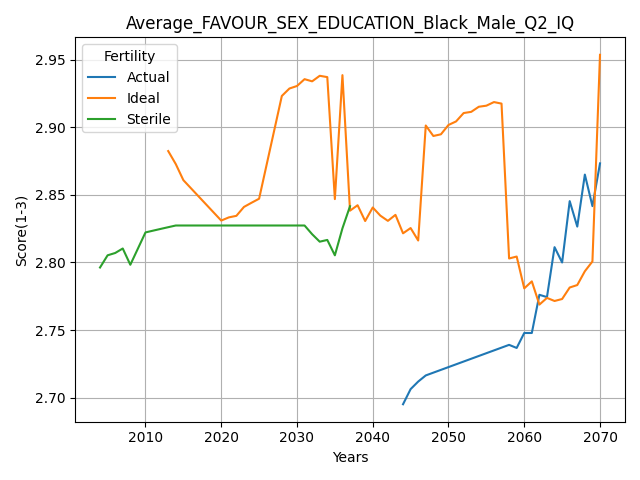 Average_FAVOUR_SEX_EDUCATION_Black_Male_Q2_IQ
Fertility
Actual
Ideal
Sterile
Score(1-3)
2.95
2.90
2.85
2.80
2.75
2.70
2010 2020 2030 2040 2050 2060 2070
Years